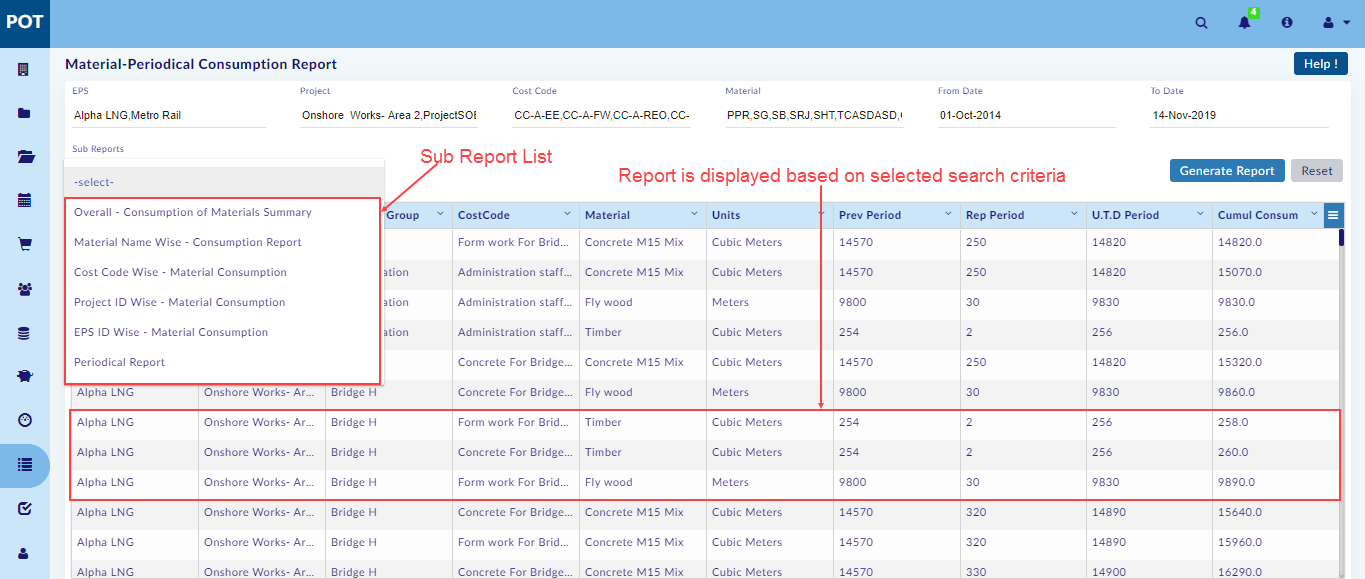 POT
4
Material-Periodical Consumption Report
Help !
EPS Project Cost Code Material From Date To Date
Alpha LNG,Metro Rail Onshore Works- Area 2,ProjectSOE CC-A-EE,CC-A-FW,CC-A-REO,CC- PPR,SG,SB,SRJ,SHT,TCASDASD, 01-Oct-2014 14-Nov-2019
Sub Reports
Sub Report List
Report is displayed based on selected search criteria
Generate Report Reset
-select-
Overall - Consumption of Materials Summary
Material Name Wise - Consumption Report
Cost Code Wise - Material Consumption
Project ID Wise - Material Consumption
EPS ID Wise - Material Consumption
Periodical Report
Group CostCode Material Units Prev Period Rep Period U.T.D Period Cumul Consum
Form work For Brid... Concrete M15 Mix Cubic Meters 14570 250 14820 14820.0
ation Administration staff... Concrete M15 Mix Cubic Meters 14570 250 14820 15070.0
ation Administration staff... Fly wood Meters 9800 30 9830 9830.0
ation Administration staff... Timber Cubic Meters 254 2 256 256.0
Concrete For Bridge... Concrete M15 Mix Cubic Meters 14570 250 14820 15320.0
Alpha LNG Onshore Works- Ar... Bridge H Concrete For Bridge... Fly wood Meters 9800 30 9830 9860.0
Alpha LNG Onshore Works- Ar... Bridge H Form work For Brid... Timber Cubic Meters 254 2 256 258.0
Alpha LNG Onshore Works- Ar... Bridge H Concrete For Bridge... Timber Cubic Meters 254 2 256 260.0
Alpha LNG Onshore Works- Ar... Bridge H Form work For Brid... Fly wood Meters 9800 30 9830 9890.0
Alpha LNG Onshore Works- Ar... Bridge H Concrete For Bridge... Concrete M15 Mix Cubic Meters 14570 320 14890 15640.0
Alpha LNG Onshore Works- Ar... Bridge H Form work For Brid... Concrete M15 Mix Cubic Meters 14570 320 14890 15960.0
Alpha LNG Onshore Works- Ar... Bridge H Concrete For Bridge... Concrete M15 Mix Cubic Meters 14570 330 14900 16290.0